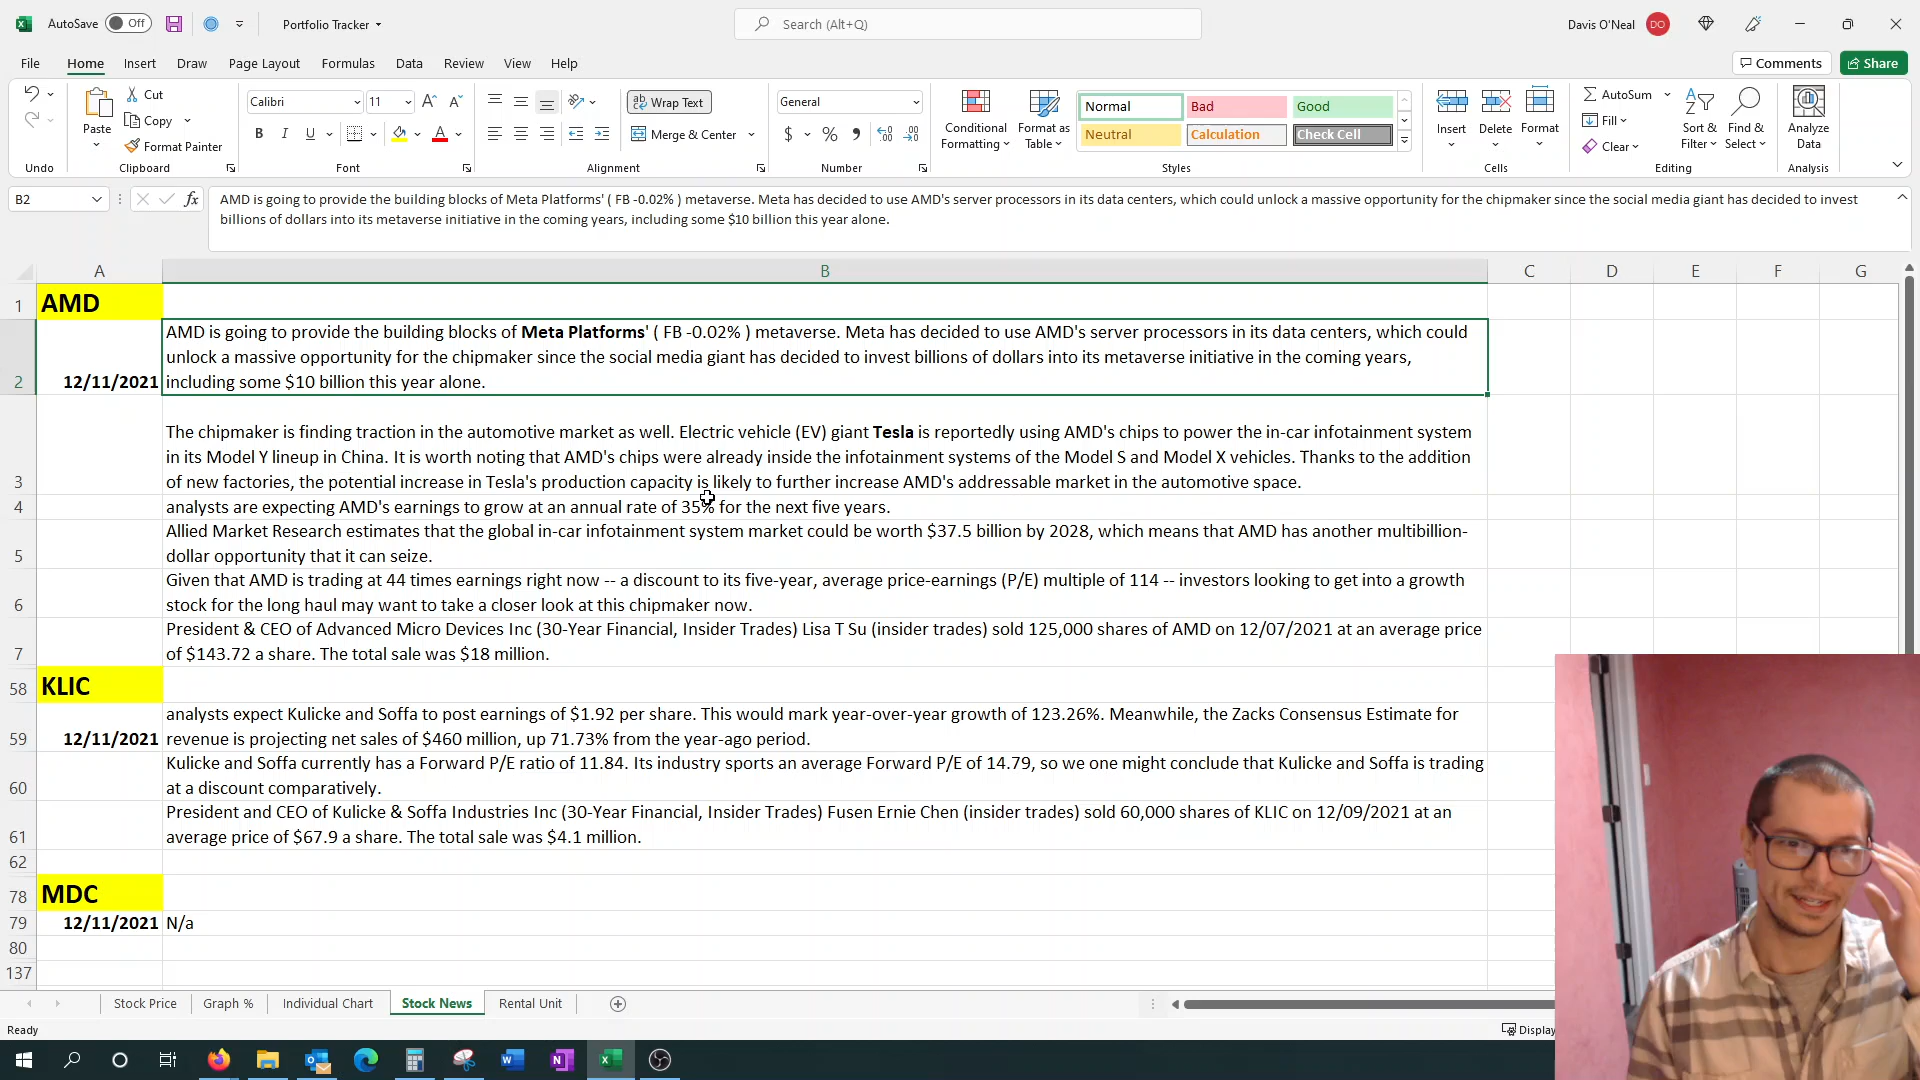 AutoSave Off Portfolio Tracker Search (Alt+Q) Davis O'Neal DO
File Home Insert Draw Page Layout Formulas Data Review View Help Comments Share
Cut Calibri 11 Wrap Text General Normal Bad Good AutoSum
Paste Copy Conditional Formatting Format as Table Insert Delete Format Fill Sort & Filter Find & Select Analyze Data
Format Painter B I U Merge & Center $ % Neutral Calculation Check Cell Clear
Undo Clipboard Font Alignment Number Styles Cells Editing Analysis
B2 fx AMD is going to provide the building blocks of Meta Platforms' ( FB -0.02% ) metaverse. Meta has decided to use AMD's server processors in its data centers, which could unlock a massive opportunity for the chipmaker since the social media giant has decided to invest
billions of dollars into its metaverse initiative in the coming years, including some $10 billion this year alone.
A B C D E F G
1 AMD
AMD is going to provide the building blocks of Meta Platforms' ( FB -0.02% ) metaverse. Meta has decided to use AMD's server processors in its data centers, which could
unlock a massive opportunity for the chipmaker since the social media giant has decided to invest billions of dollars into its metaverse initiative in the coming years,
2 12/11/2021 including some $10 billion this year alone.
The chipmaker is finding traction in the automotive market as well. Electric vehicle (EV) giant Tesla is reportedly using AMD's chips to power the in-car infotainment system
in its Model Y lineup in China. It is worth noting that AMD's chips were already inside the infotainment systems of the Model S and Model X vehicles. Thanks to the addition
3 of new factories, the potential increase in Tesla's production capacity is likely to further increase AMD's addressable market in the automotive space.
4 analysts are expecting AMD's earnings to grow at an annual rate of 35% for the next five years.
Allied Market Research estimates that the global in-car infotainment system market could be worth $37.5 billion by 2028, which means that AMD has another multibillion-
5 dollar opportunity that it can seize.
Given that AMD is trading at 44 times earnings right now -- a discount to its five-year, average price-earnings (P/E) multiple of 114 -- investors looking to get into a growth
6 stock for the long haul may want to take a closer look at this chipmaker now.
President & CEO of Advanced Micro Devices Inc (30-Year Financial, Insider Trades) Lisa T Su (insider trades) sold 125,000 shares of AMD on 12/07/2021 at an average price
7 of $143.72 a share. The total sale was $18 million.
58 KLIC
analysts expect Kulicke and Soffa to post earnings of $1.92 per share. This would mark year-over-year growth of 123.26%. Meanwhile, the Zacks Consensus Estimate for
59 12/11/2021 revenue is projecting net sales of $460 million, up 71.73% from the year-ago period.
Kulicke and Soffa currently has a Forward P/E ratio of 11.84. Its industry sports an average Forward P/E of 14.79, so we one might conclude that Kulicke and Soffa is trading
60 at a discount comparatively.
President and CEO of Kulicke & Soffa Industries Inc (30-Year Financial, Insider Trades) Fusen Ernie Chen (insider trades) sold 60,000 shares of KLIC on 12/09/2021 at an
61 average price of $67.9 a share. The total sale was $4.1 million.
62
78 MDC
79 12/11/2021 N/a
80
137
Stock Price Graph % Individual Chart Stock News Rental Unit
Ready Display